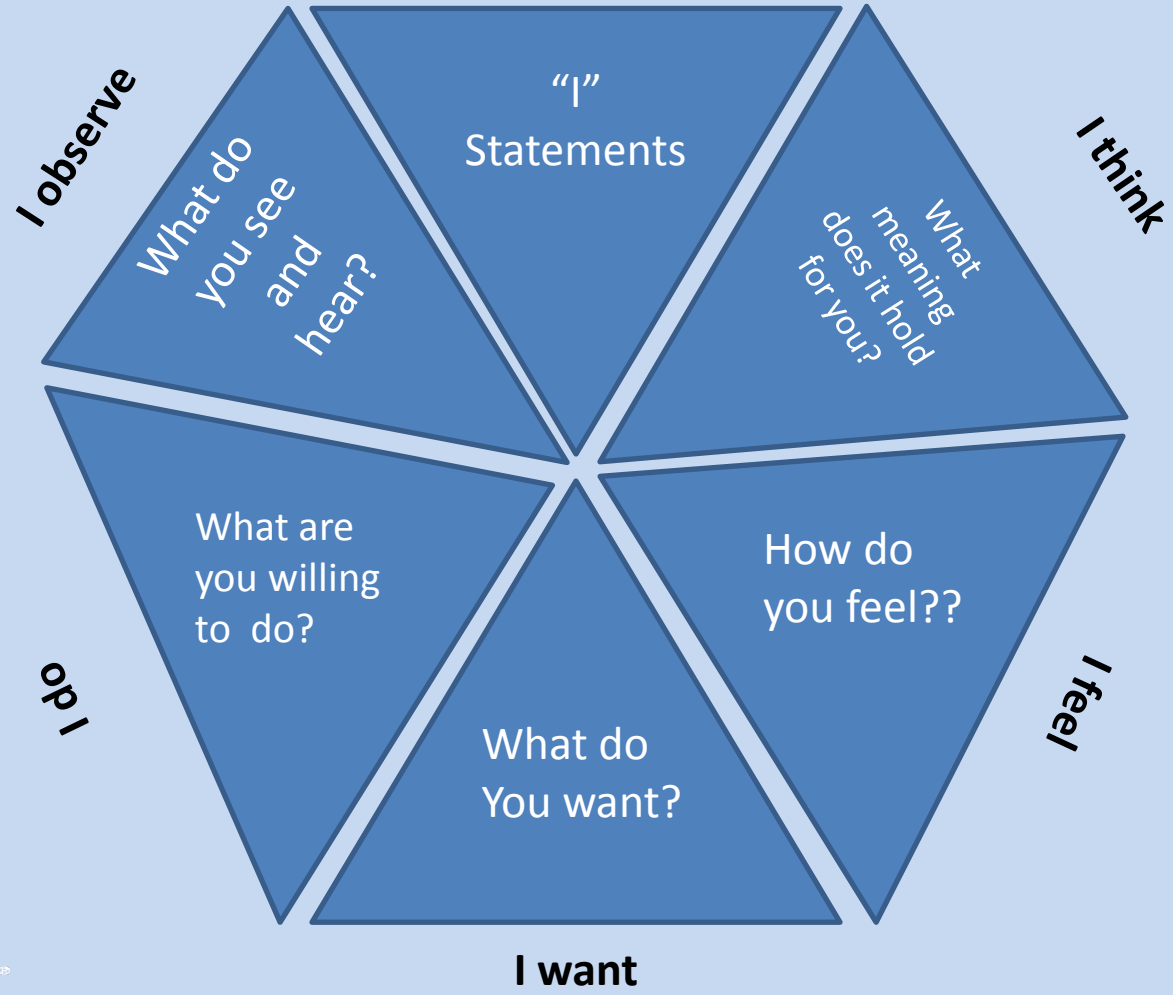 “I”
Statements
I think
What
meaning
does it hold
for you?
I feel
How do
you feel??
I want
What do
You want?
I do
What are
you willing
to do?
I observe
What do
you see
and
hear?